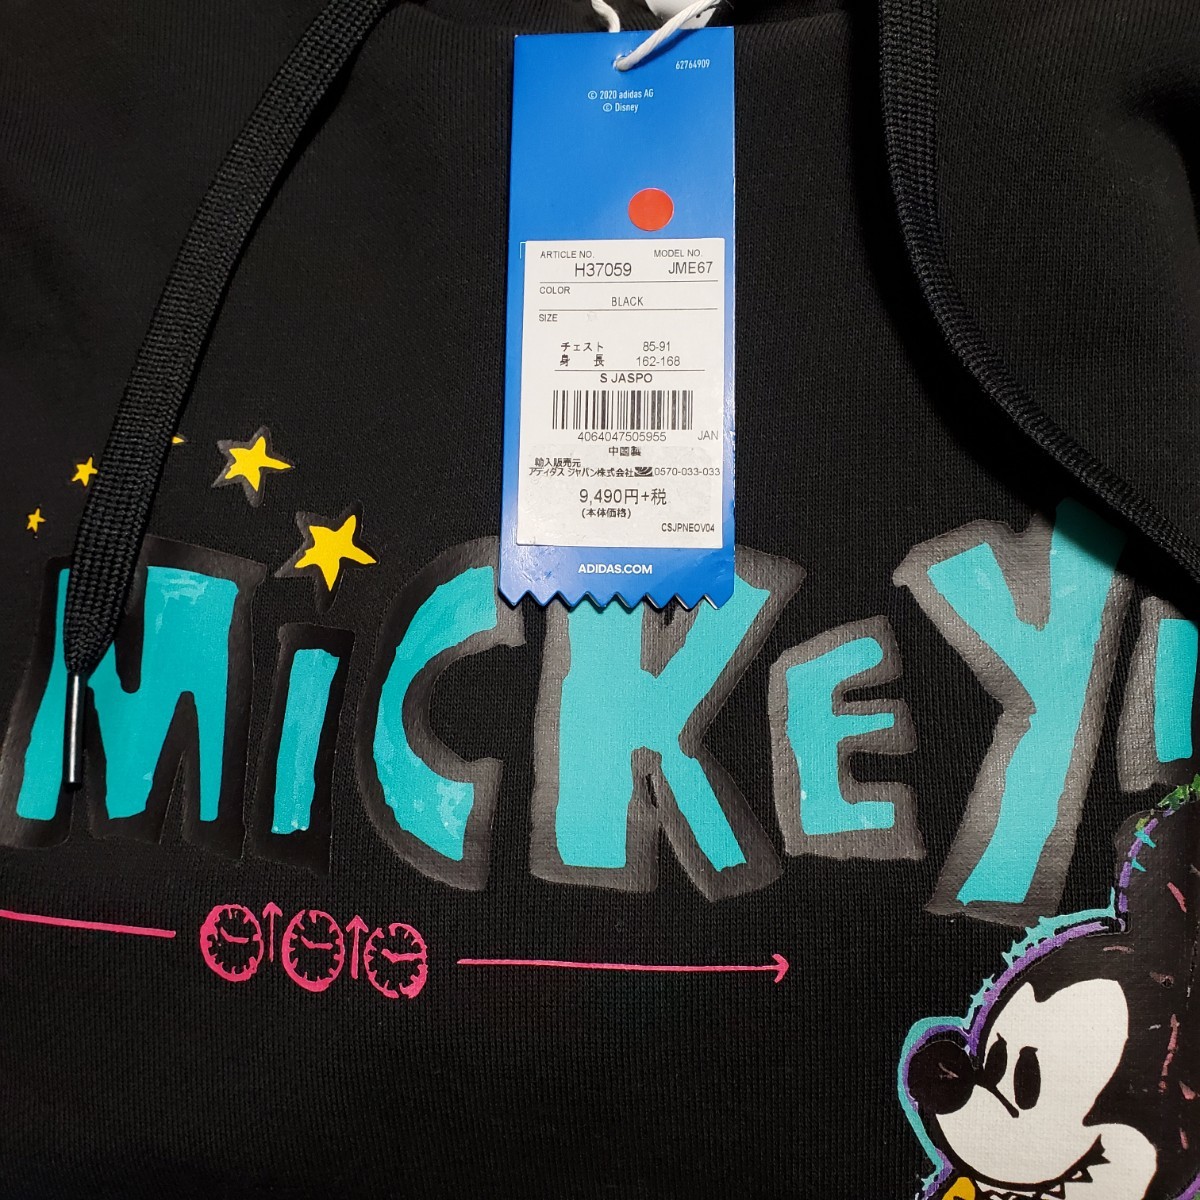 62764909
© 2020 adidas AG
© Disney
ARTICLE NO. MODEL NO.
H37059 JME67
COLOR
BLACK
SIZE
チェスト 85-91
身 長 162-168
S JASPO
4064047505955 JAN
中国製
輸入販売元
アディダス ジャパン株式会社 0570-033-033
9,490円+税
(本体価格)
CSJPNEOV04
ADIDAS.COM
MiCKEY!